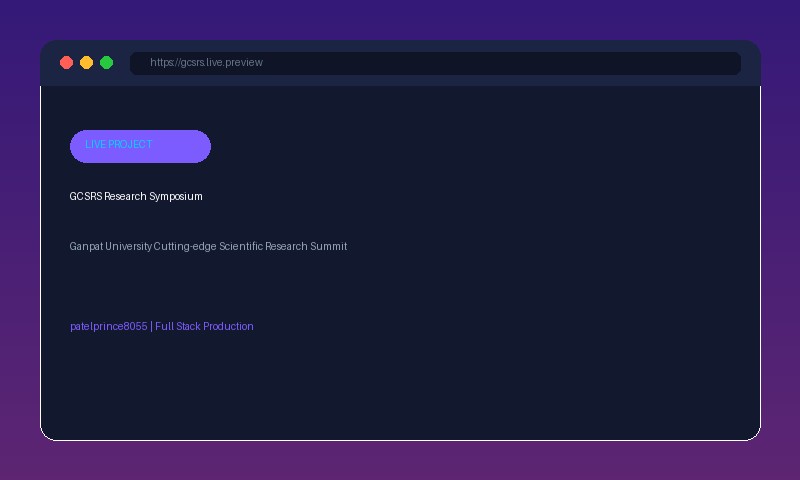 https://gcsrs.live.preview
LIVE PROJECT
GCSRS Research Symposium
Ganpat University Cutting-edge Scientific Research Summit
patelprince8055 | Full Stack Production